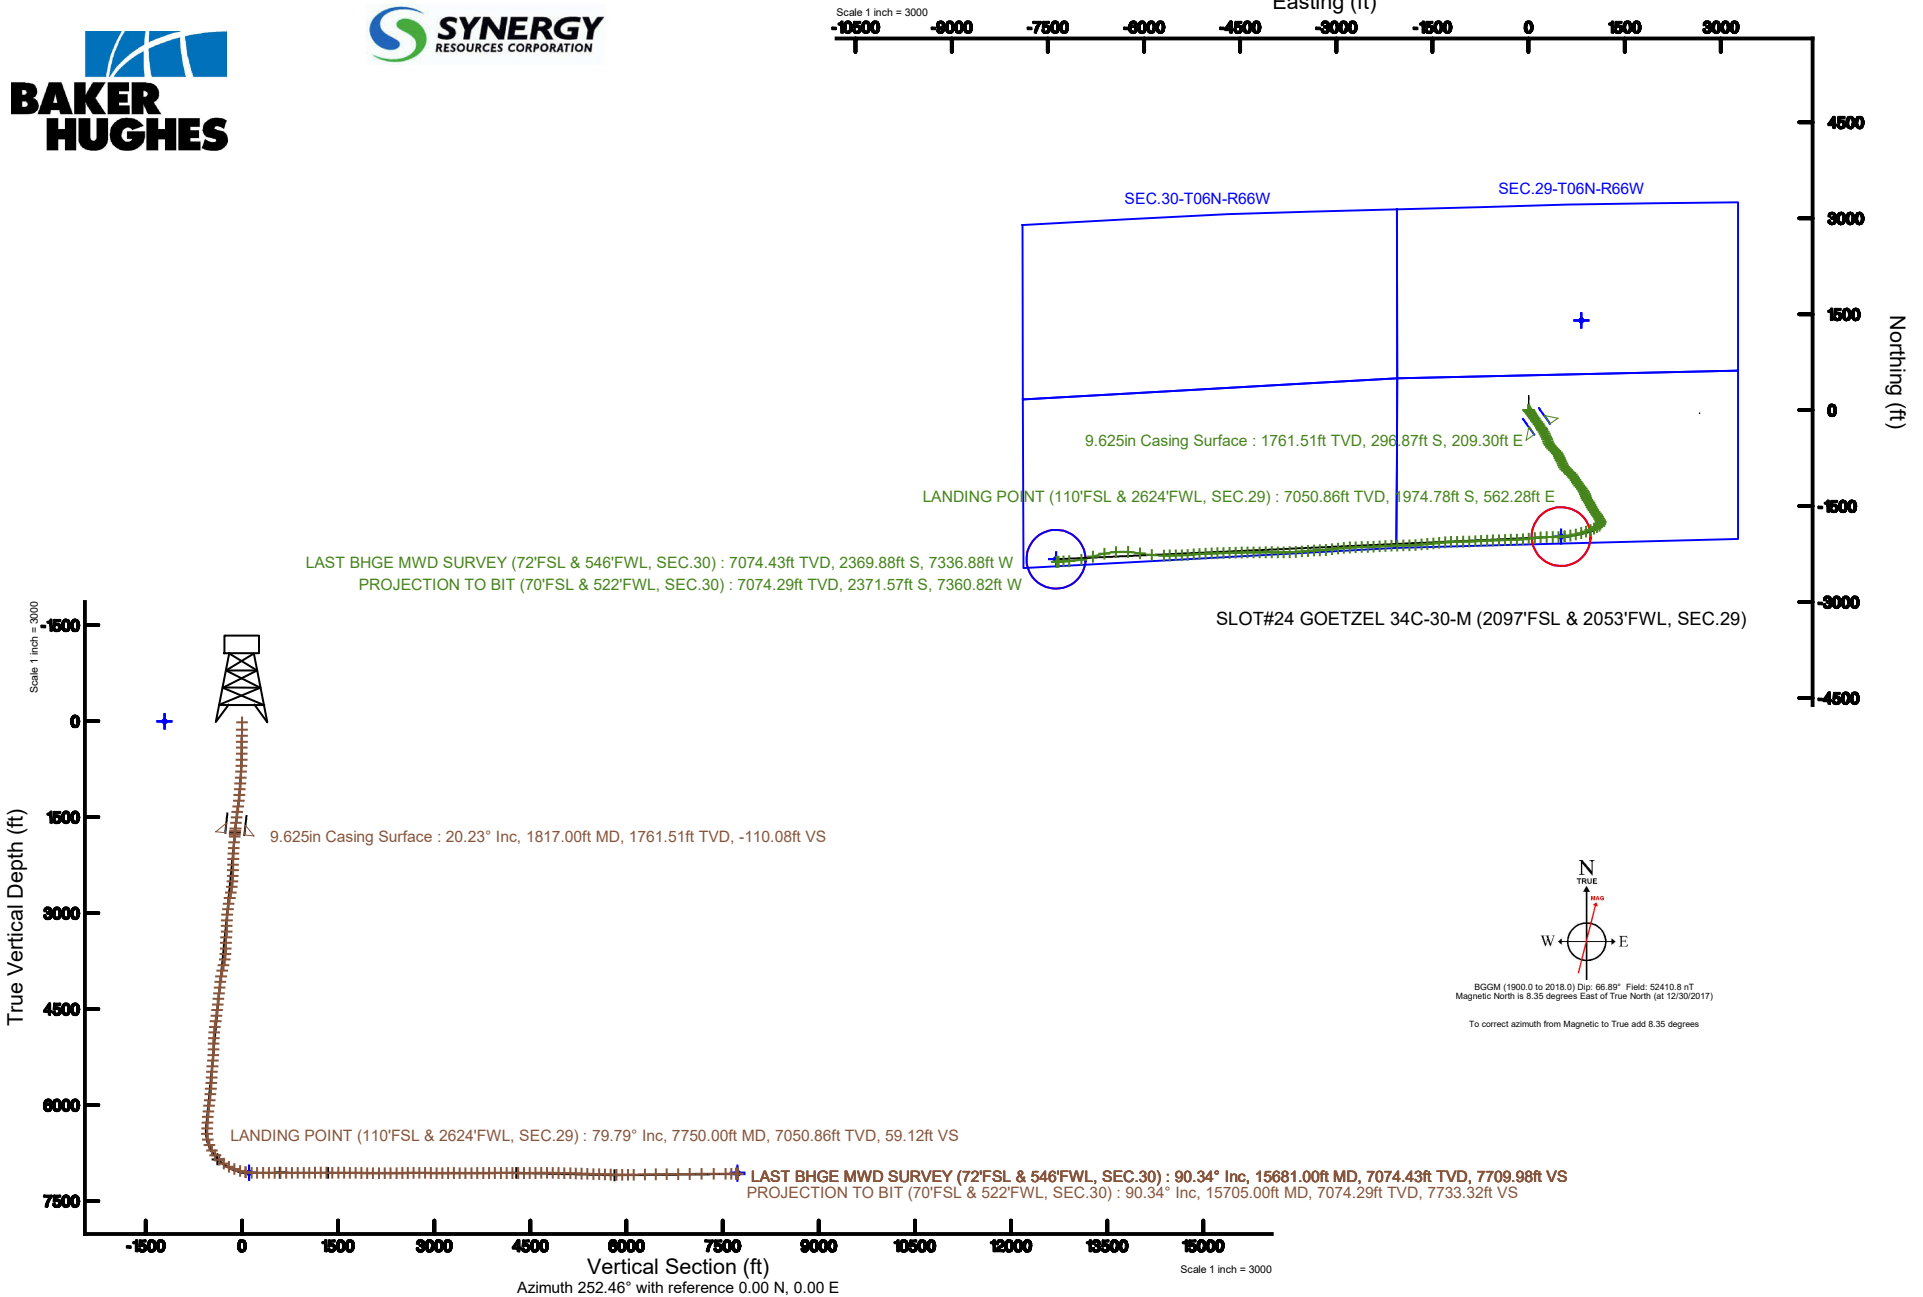 BAKER
HUGHES
SYNERGY
RESOURCES CORPORATION
Scale 1 inch = 3000
Easting (ft)
-10500 -9000 -7500 -6000 -4500 -3000 -1500 0 1500 3000
4500
3000
1500
0
-1500
-3000
-4500
Northing (ft)
SEC.30-T06N-R66W
SEC.29-T06N-R66W
9.625in Casing Surface : 1761.51ft TVD, 296.87ft S, 209.30ft E
LANDING POINT (110'FSL & 2624'FWL, SEC.29) : 7050.86ft TVD, 1974.78ft S, 562.28ft E
LAST BHGE MWD SURVEY (72'FSL & 546'FWL, SEC.30) : 7074.43ft TVD, 2369.88ft S, 7336.88ft W
PROJECTION TO BIT (70'FSL & 522'FWL, SEC.30) : 7074.29ft TVD, 2371.57ft S, 7360.82ft W
SLOT#24 GOETZEL 34C-30-M (2097'FSL & 2053'FWL, SEC.29)
Scale 1 inch = 3000
True Vertical Depth (ft)
-1500
0
1500
3000
4500
6000
7500
9.625in Casing Surface : 20.23° Inc, 1817.00ft MD, 1761.51ft TVD, -110.08ft VS
LANDING POINT (110'FSL & 2624'FWL, SEC.29) : 79.79° Inc, 7750.00ft MD, 7050.86ft TVD, 59.12ft VS
LAST BHGE MWD SURVEY (72'FSL & 546'FWL, SEC.30) : 90.34° Inc, 15681.00ft MD, 7074.43ft TVD, 7709.98ft VS
PROJECTION TO BIT (70'FSL & 522'FWL, SEC.30) : 90.34° Inc, 15705.00ft MD, 7074.29ft TVD, 7733.32ft VS
-1500 0 1500 3000 4500 6000 7500 9000 10500 12000 13500 15000
Vertical Section (ft)
Scale 1 inch = 3000
Azimuth 252.46° with reference 0.00 N, 0.00 E
N
TRUE
MAG
W
E
BGGM (1900.0 to 2018.0) Dip: 66.89° Field: 52410.8 nT
Magnetic North is 8.35 degrees East of True North (at 12/30/2017)
To correct azimuth from Magnetic to True add 8.35 degrees